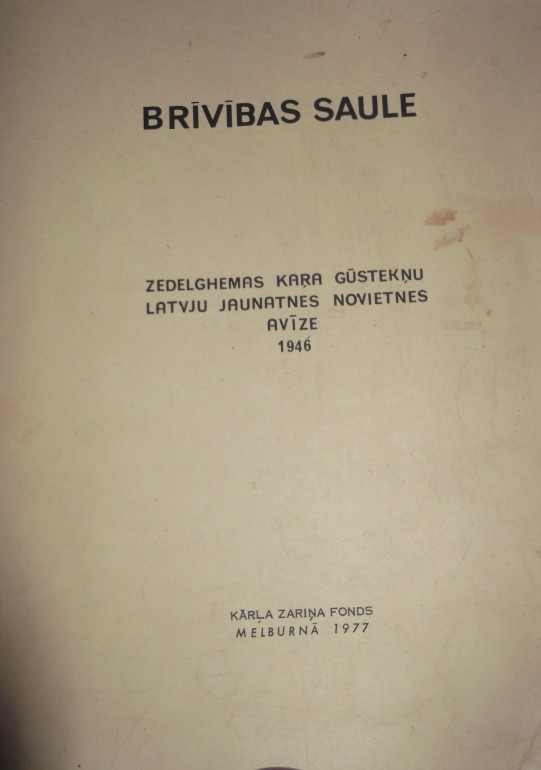 BRĪVĪBAS SAULE
ZEDELGHEMAS KAŖA GŪSTEKŅU
LATVJU JAUNATNES NOVIETNES
AVĪZE
1946
KĀRĻA ZARIŅA FONDS
MELBURNĀ 1977